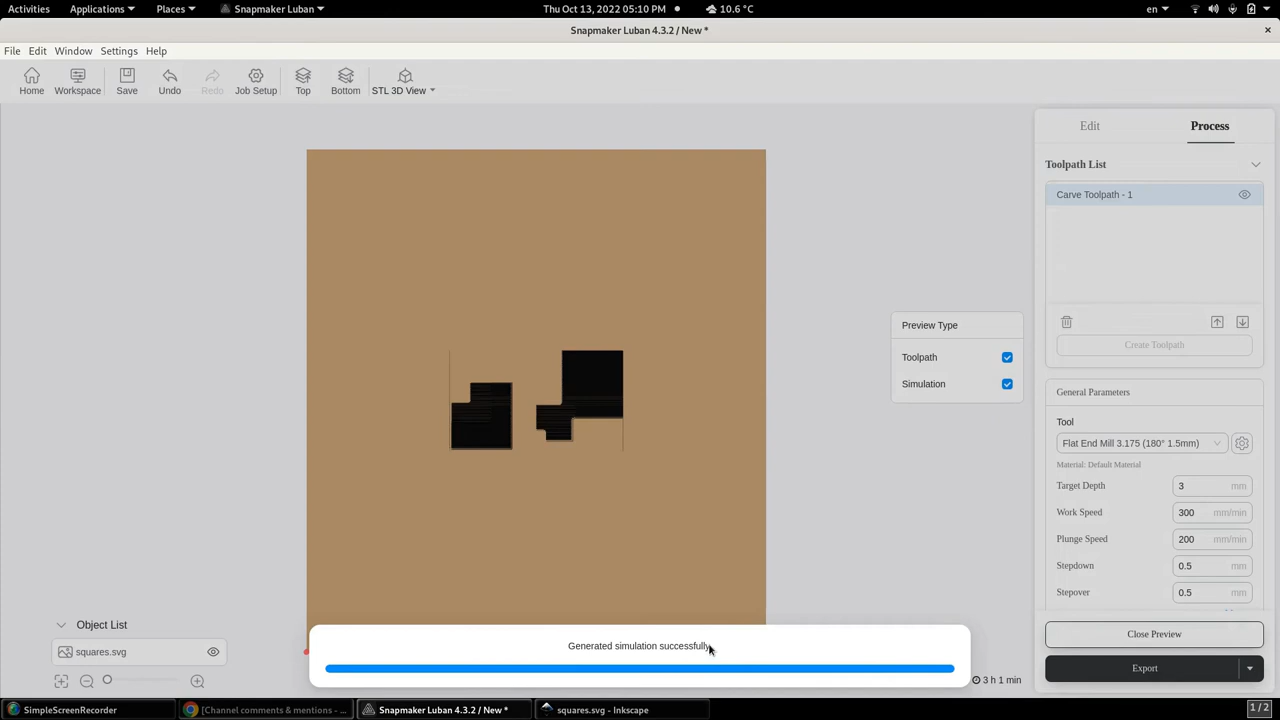 Activities Applications Places Snapmaker Luban Thu Oct 13, 2022 05:10 PM 10.6 °C en
Snapmaker Luban 4.3.2 / New *
File Edit Window Settings Help
Home Workspace Save Undo Redo Job Setup Top Bottom STL 3D View
Edit Process
Toolpath List
Carve Toolpath - 1
Create Toolpath
Preview Type
Toolpath
Simulation
General Parameters
Tool
Flat End Mill 3.175 (180° 1.5mm)
Material: Default Material
Target Depth 3 mm
Work Speed 300 mm/min
Plunge Speed 200 mm/min
Stepdown 0.5 mm
Stepover 0.5 mm
Object List
squares.svg
Generated simulation successfully
3 h 1 min
Close Preview
Export
SimpleScreenRecorder [Channel comments & mentions - ... Snapmaker Luban 4.3.2 / New * squares.svg - Inkscape 1 / 2